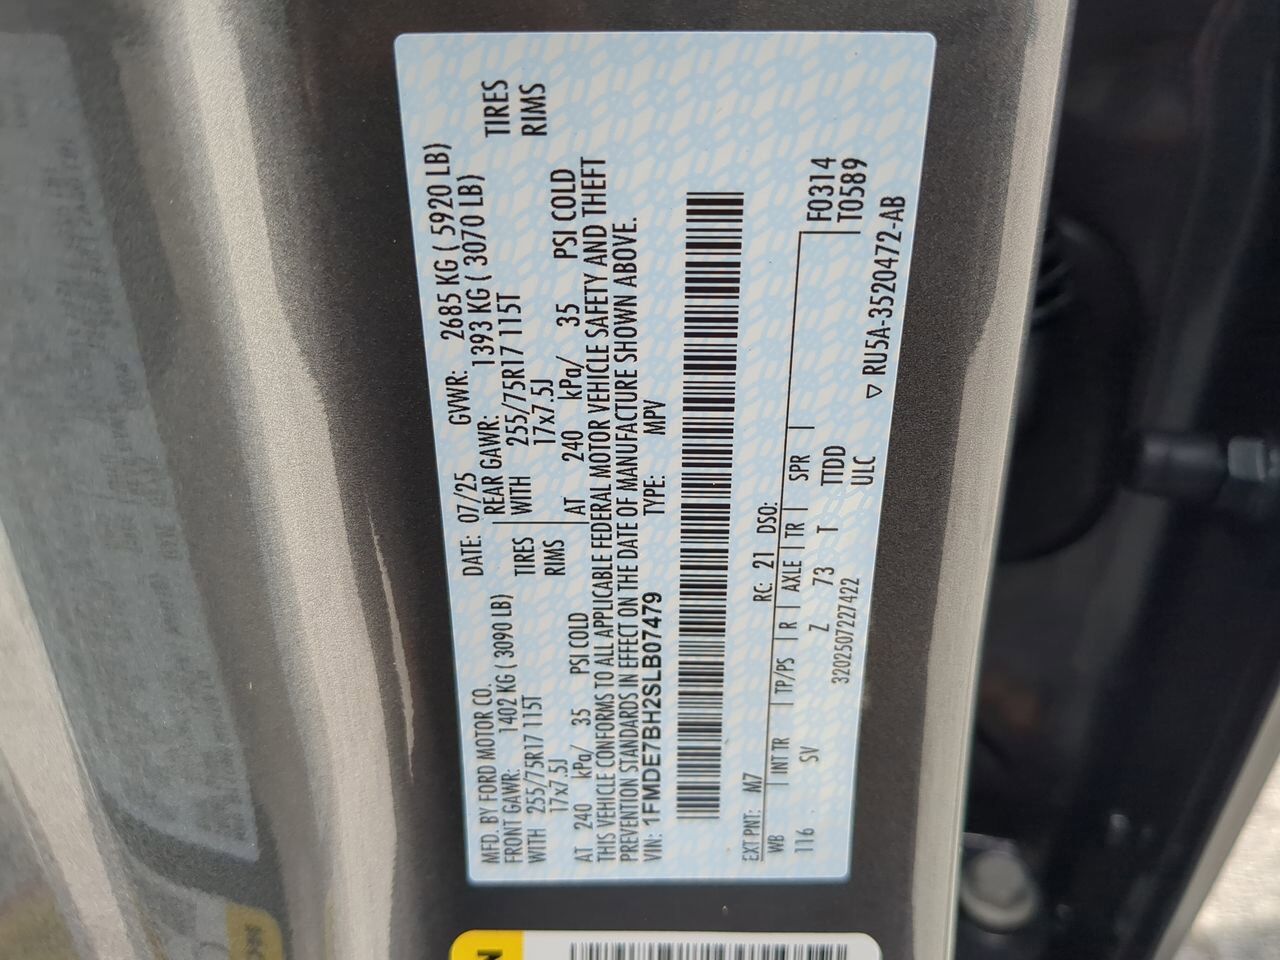 MFD. BY FORD MOTOR CO.
DATE: 07/25 GVWR: 2685 KG ( 5920 LB)
FRONT GAWR: 1402 KG ( 3090 LB) REAR GAWR: 1393 KG ( 3070 LB)
WITH 255/75R17 115T TIRES WITH 255/75R17 115T TIRES
17x7.5J RIMS 17x7.5J RIMS
AT 240 kPa/ 35 PSI COLD AT 240 kPa/ 35 PSI COLD
THIS VEHICLE CONFORMS TO ALL APPLICABLE FEDERAL MOTOR VEHICLE SAFETY AND THEFT
PREVENTION STANDARDS IN EFFECT ON THE DATE OF MANUFACTURE SHOWN ABOVE.
VIN: 1FMDE7BH2SLB07479 TYPE: MPV
EXT PNT: M7 RC: 21 DSO:
WB INT TR TP/PS R AXLE TR SPR F0314
116 SV Z 73 T TTDD T0589
3202507227422 ULC ▽ RU5A-3520472-AB
N